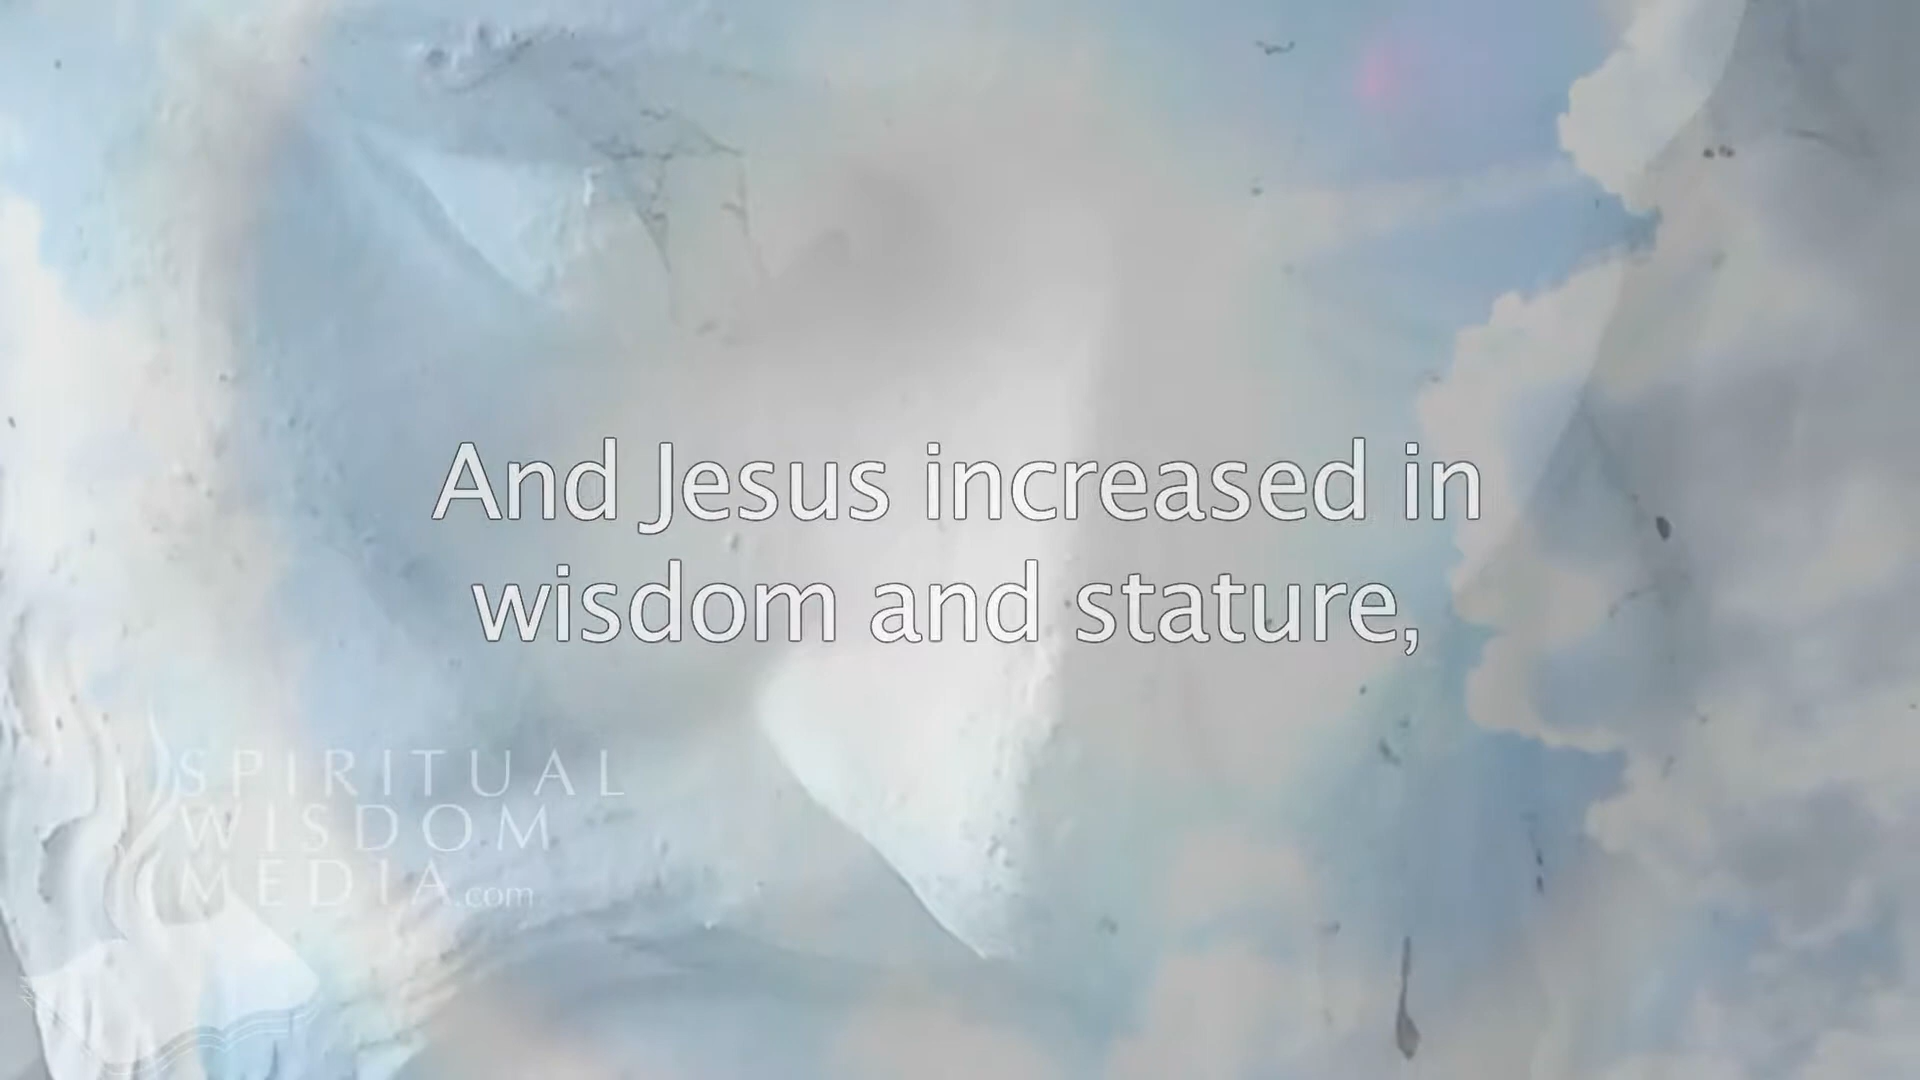 And Jesus increased in
wisdom and stature,
SPIRITUAL
WISDOM
MEDIA.com